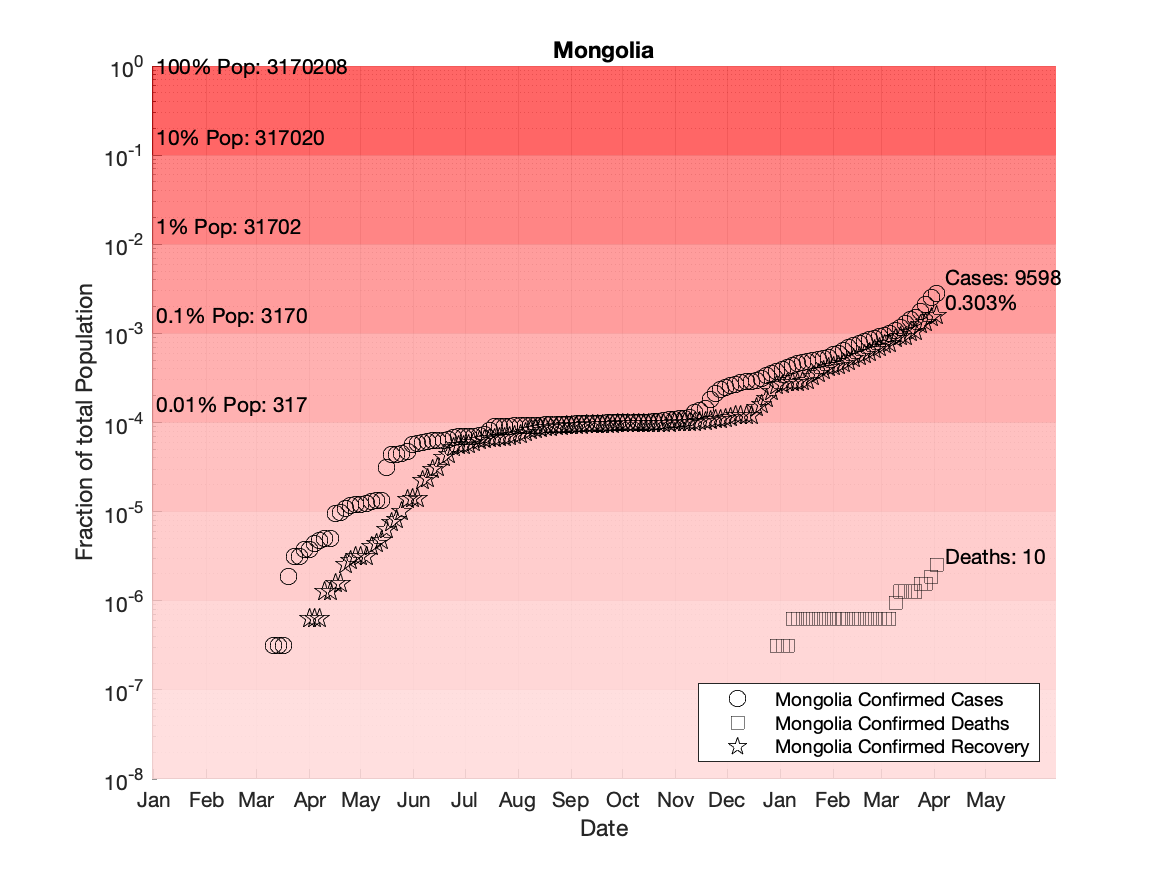 Mongolia
10^0
100% Pop: 3170208
10% Pop: 317020
10^-1
1% Pop: 31702
10^-2
Cases: 9598
0.303%
0.1% Pop: 3170
10^-3
0.01% Pop: 317
10^-4
10^-5
Deaths: 10
10^-6
10^-7
10^-8
Fraction of total Population
Mongolia Confirmed Cases
Mongolia Confirmed Deaths
Mongolia Confirmed Recovery
Jan Feb Mar Apr May Jun Jul Aug Sep Oct Nov Dec Jan Feb Mar Apr May
Date